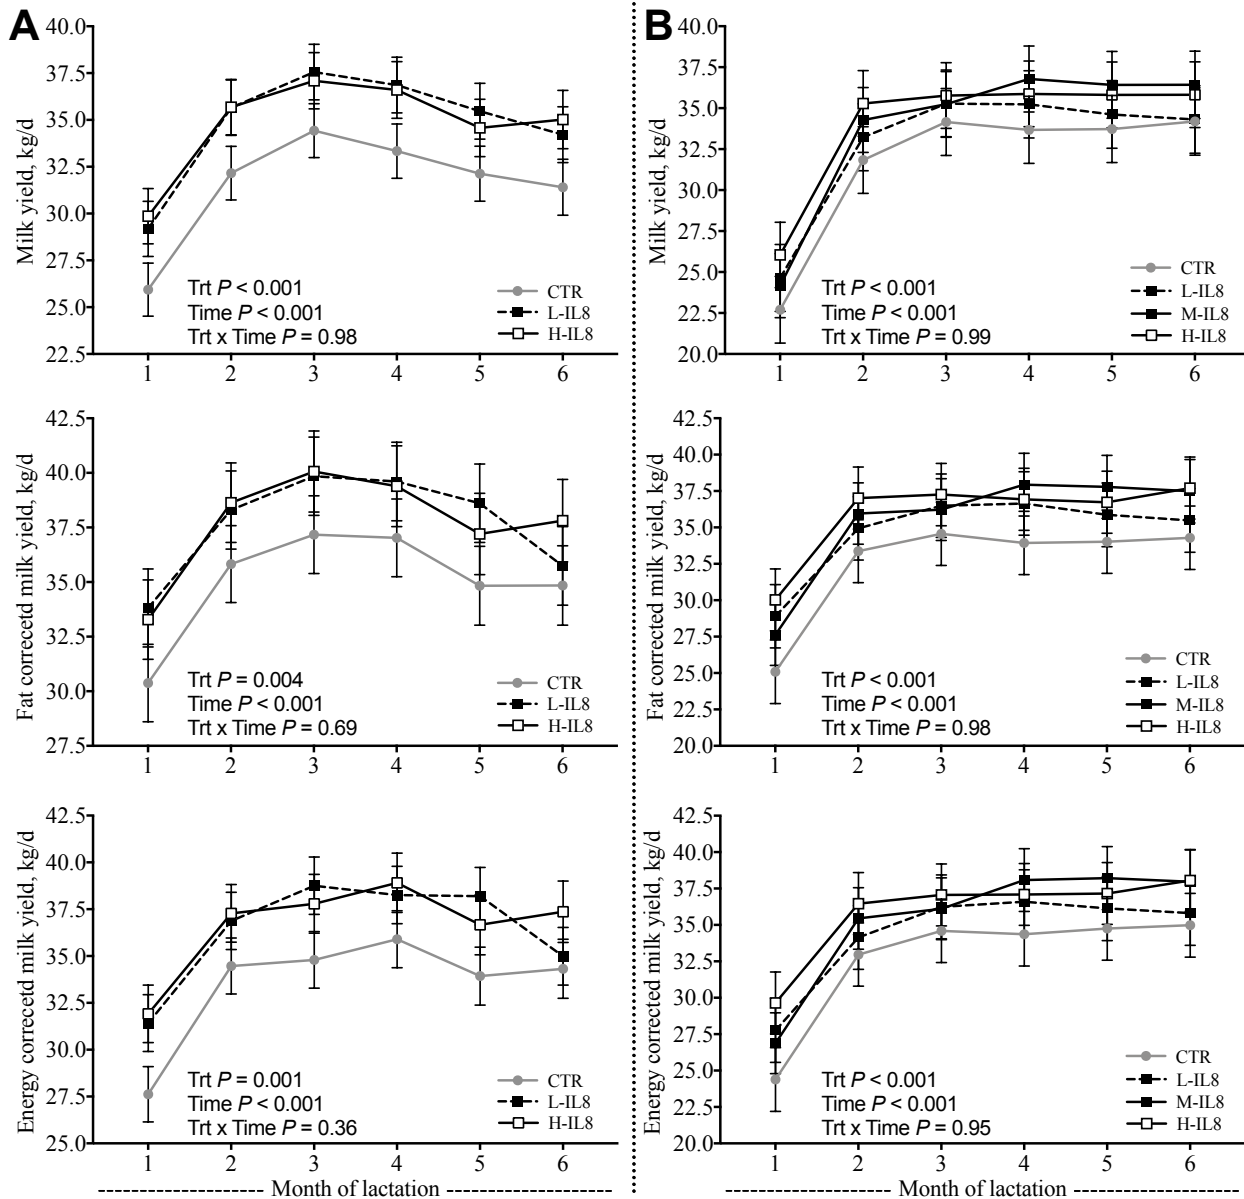 A
Milk yield, kg/d
40.0
37.5
35.0
32.5
30.0
27.5
25.0
22.5
Trt P < 0.001
Time P < 0.001
Trt x Time P = 0.98
CTR
L-IL8
H-IL8
1 2 3 4 5 6
Fat correcetd milk yield, kg/d
42.5
40.0
37.5
35.0
32.5
30.0
27.5
Trt P = 0.004
Time P < 0.001
Trt x Time P = 0.69
CTR
L-IL8
H-IL8
1 2 3 4 5 6
Energy correcetd milk yield, kg/d
42.5
40.0
37.5
35.0
32.5
30.0
27.5
25.0
Trt P = 0.001
Time P < 0.001
Trt x Time P = 0.36
CTR
L-IL8
H-IL8
1 2 3 4 5 6
Month of lactation
B
Milk yield, kg/d
40.0
37.5
35.0
32.5
30.0
27.5
25.0
22.5
20.0
Trt P < 0.001
Time P < 0.001
Trt x Time P = 0.99
CTR
L-IL8
M-IL8
H-IL8
1 2 3 4 5 6
Fat corrected milk yield, kg/d
42.5
40.0
37.5
35.0
32.5
30.0
27.5
25.0
22.5
20.0
Trt P < 0.001
Time P < 0.001
Trt x Time P = 0.98
CTR
L-IL8
M-IL8
H-IL8
1 2 3 4 5 6
Energy corrected milk yield, kg/d
42.5
40.0
37.5
35.0
32.5
30.0
27.5
25.0
22.5
20.0
Trt P < 0.001
Time P < 0.001
Trt x Time P = 0.95
CTR
L-IL8
M-IL8
H-IL8
1 2 3 4 5 6
Month of lactation